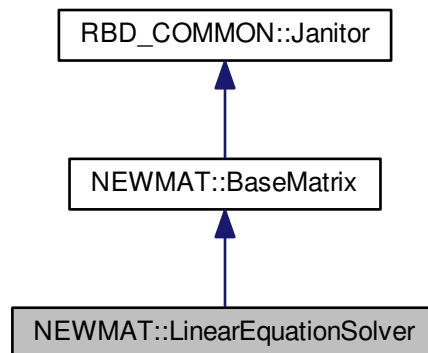 RBD_COMMON::Janitor
NEWMAT::BaseMatrix
NEWMAT::LinearEquationSolver